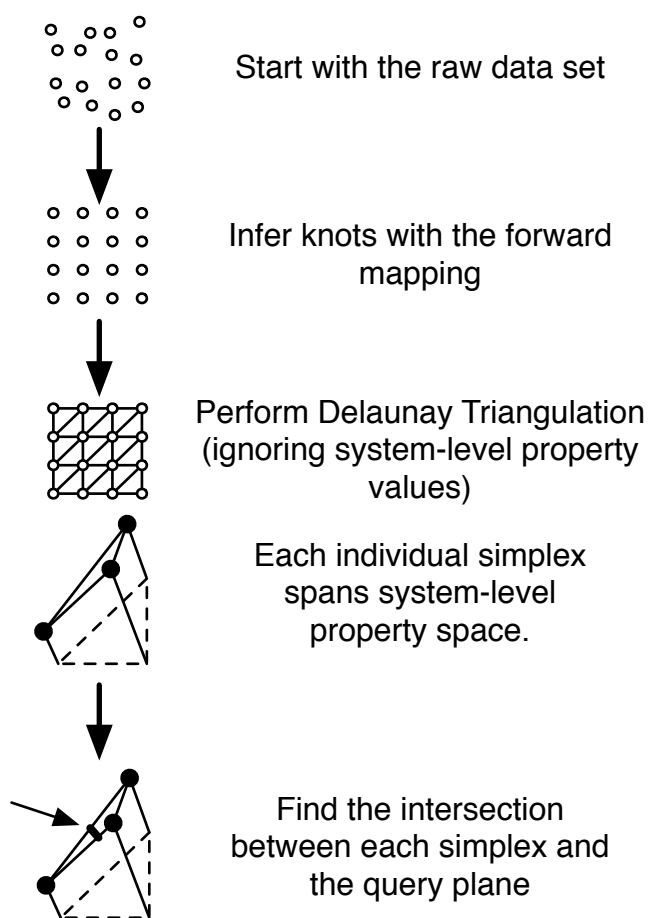 Start with the raw data set
Infer knots with the forward
mapping
Perform Delaunay Triangulation
(ignoring system-level property
values)
Each individual simplex
spans system-level
property space.
Find the intersection
between each simplex and
the query plane